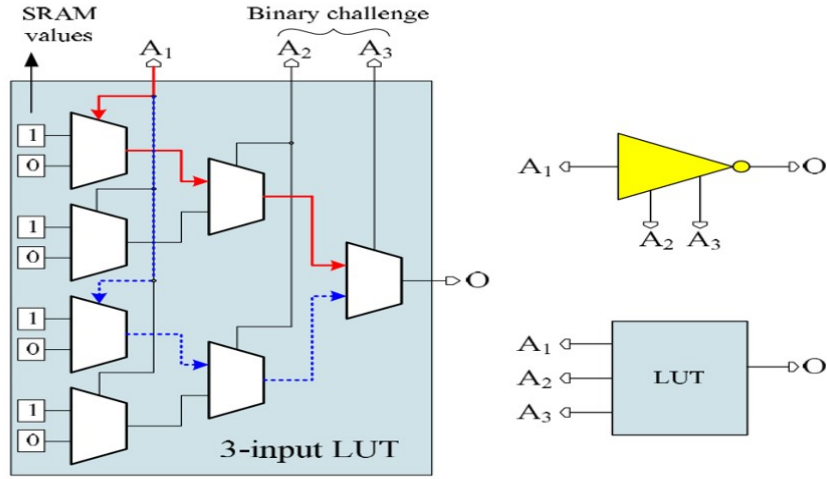 SRAM
values
Binary challenge
A1
A2
A3
1
0
1
0
1
0
1
0
O
3-input LUT
A1
O
A2
A3
A1
A2
A3
LUT
O